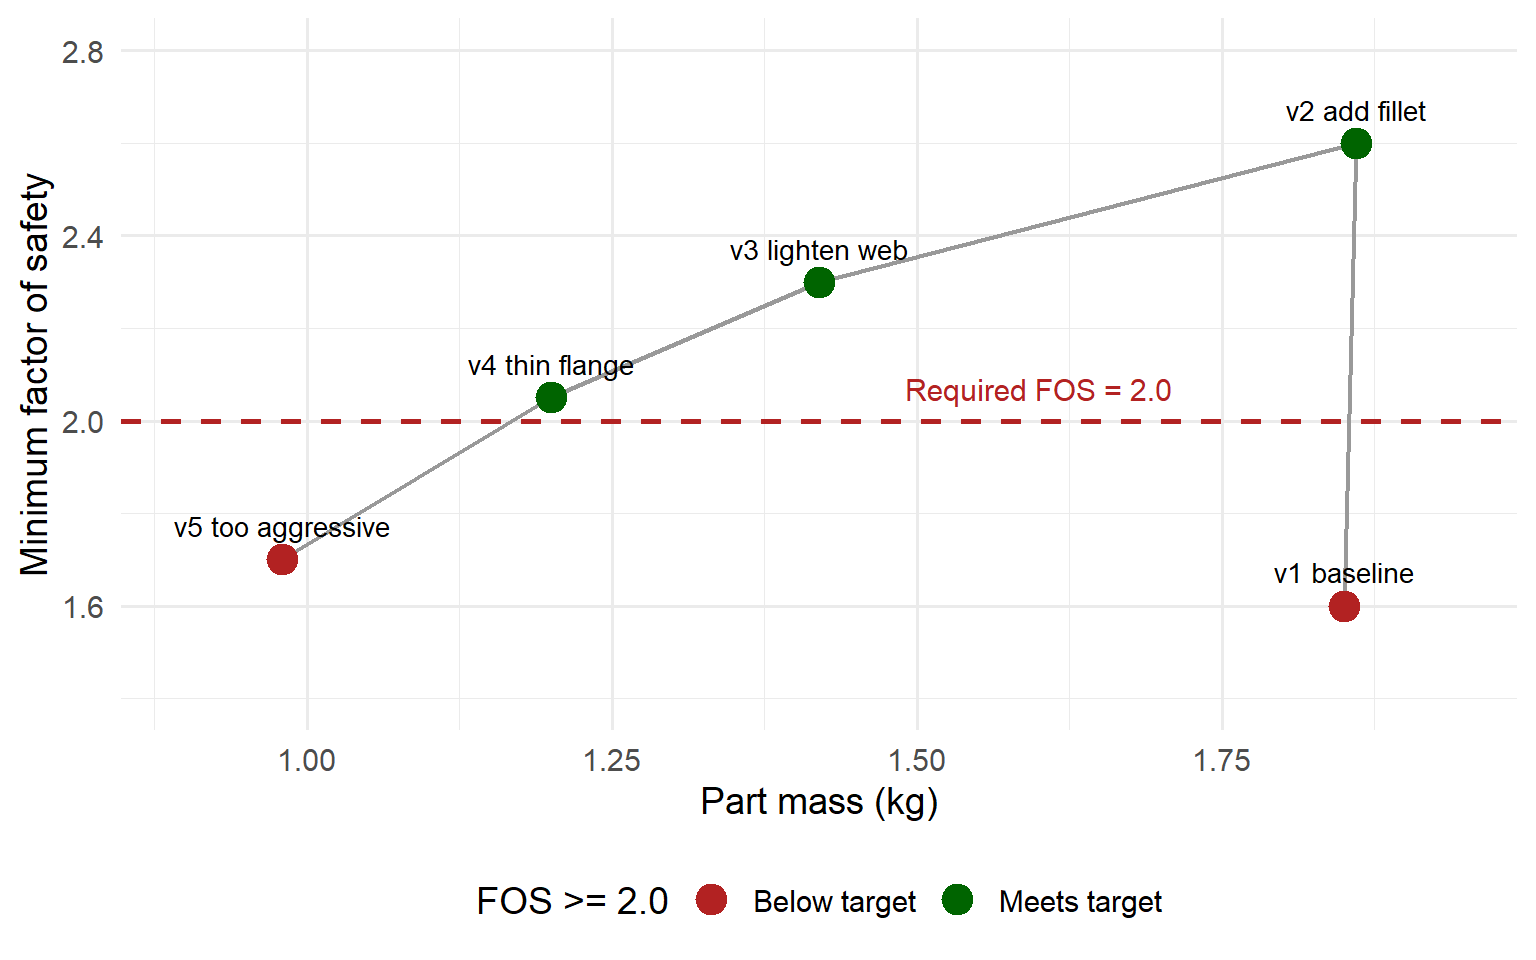 2.8
2.4
2.0
1.6
Minimum factor of safety
v2 add fillet
v3 lighten web
v4 thin flange
Required FOS = 2.0
v5 too aggressive
v1 baseline
1.00 1.25 1.50 1.75
Part mass (kg)
FOS >= 2.0 Below target Meets target